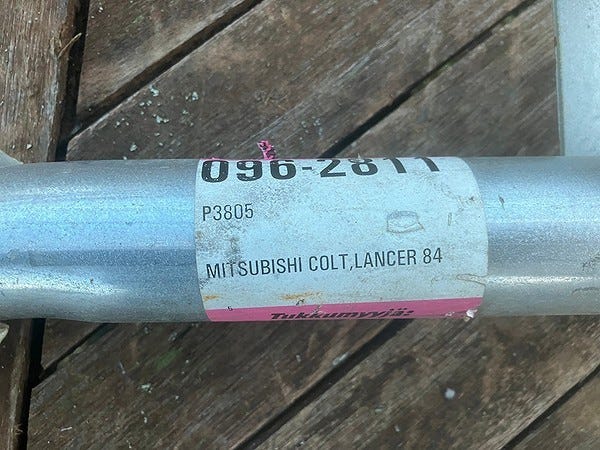 096-2811
P3805
MITSUBISHI COLT,LANCER 84
Tukkumyyjä: